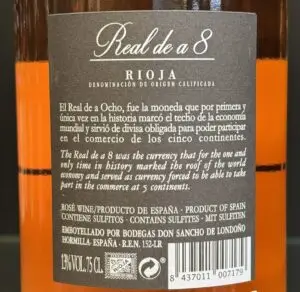 Real de a 8
RIOJA
DENOMINACIÓN DE ORIGEN CALIFICADA
El Real de a Ocho, fue la moneda que por primera y
única vez en la historia marcó el techo de la economía
mundial y sirvió de divisa obligada para poder participar
en el comercio de los cinco continentes.
The Real de a 8 was the currency that for the one and
only time in history marked the roof of the world
economy and served as currency forced to be able to take
part in the commerce at 5 continents.
ROSÉ WINE/PRODUCTO DE ESPAÑA - PRODUCT OF SPAIN
CONTIENE SULFITOS - CONTAINS SULFITES - MIT SULFITEN
EMBOTELLADO POR BODEGAS DON SANCHO DE LONDOÑO
HORMILLA - ESPAÑA - R.E.N. 152-LR
13% VOL. 75 CL.
8 437011 007179